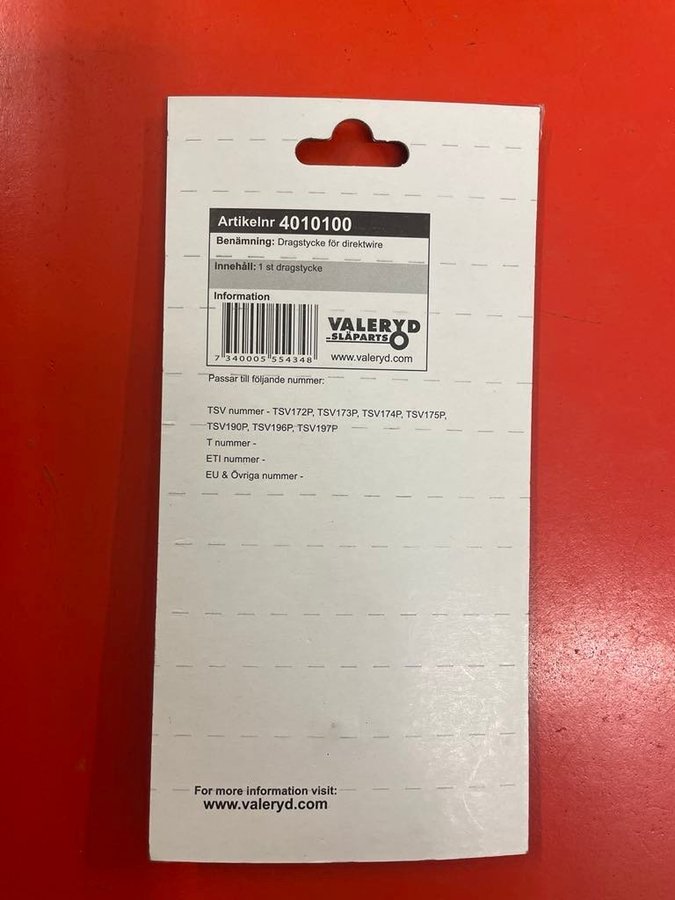 Artikelnr 4010100
Benämning: Dragstycke för direktwire
Innehåll: 1 st dragstycke
Information
VALERYD
SLÄPARTS
7 340005 554348
www.valeryd.com
Passar till följande nummer:
TSV nummer - TSV172P, TSV173P, TSV174P, TSV175P,
TSV190P, TSV196P, TSV197P
T nummer -
ETI nummer -
EU & Övriga nummer -
For more information visit:
www.valeryd.com